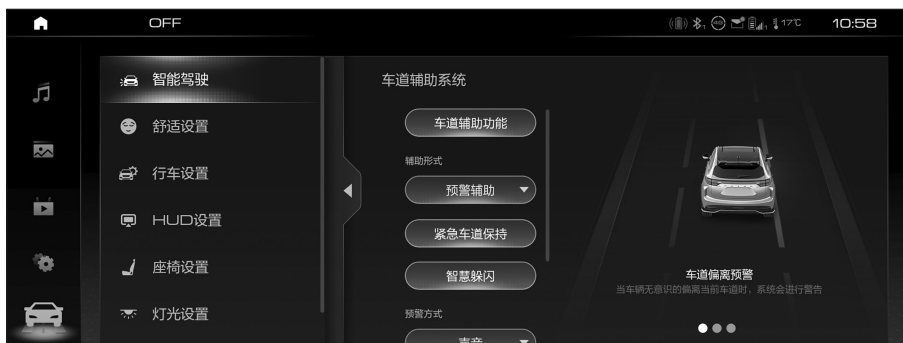 OFF
17℃
10:58
智能驾驶
舒适设置
行车设置
HUD设置
座椅设置
灯光设置
车道辅助系统
车道辅助功能
辅助形式
预警辅助
紧急车道保持
智慧躲闪
预警方式
声音
车道偏离预警
当车辆无意识的偏离当前车道时，系统会进行警告